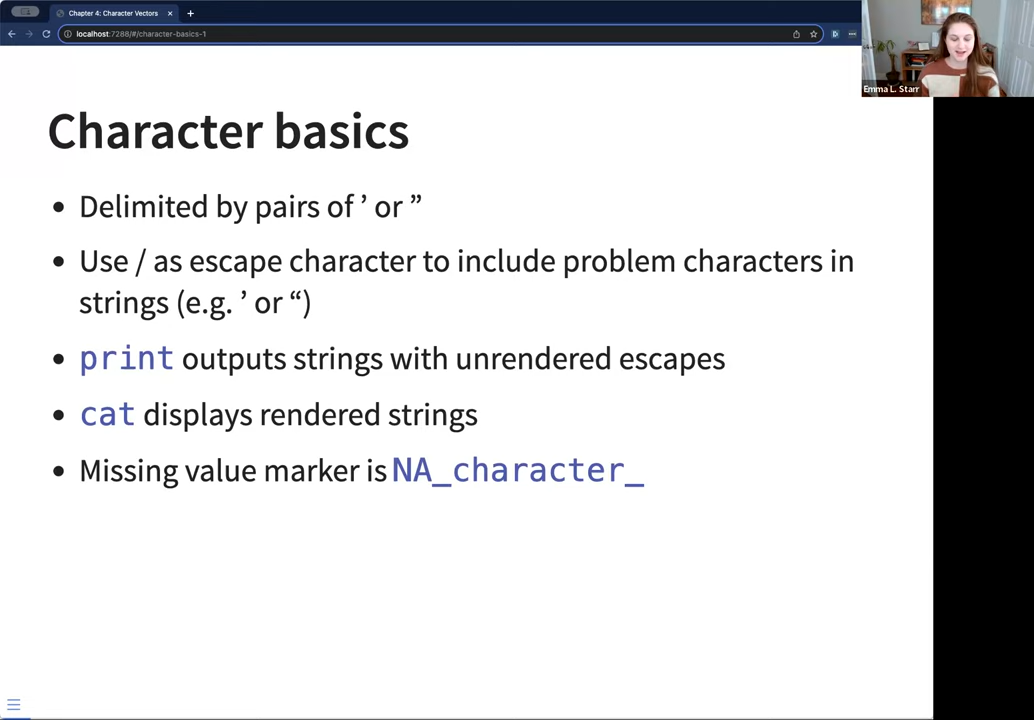 Chapter 4: Character Vectors
localhost:7288/#/character-basics-1
Emma L. Starr
Character basics
• Delimited by pairs of ’ or ”
• Use / as escape character to include problem characters in
strings (e.g. ’ or “)
• print outputs strings with unrendered escapes
• cat displays rendered strings
• Missing value marker is NA_character_